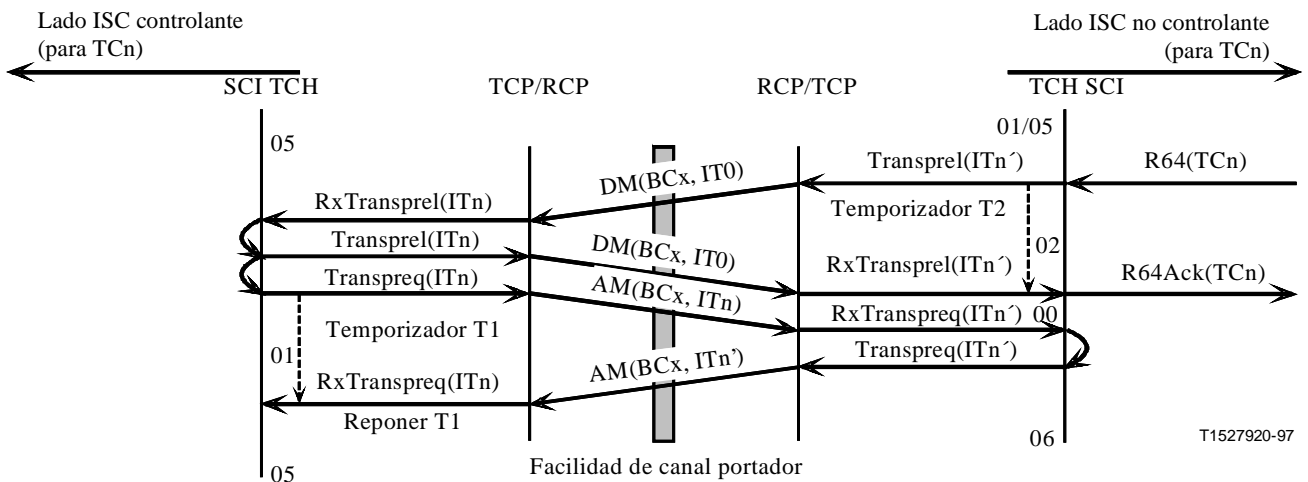 Lado ISC controlante
(para TCn)
Lado ISC no controlante
(para TCn)
SCI TCH
TCP/RCP
RCP/TCP
TCH SCI
05
01/05
Transprel(ITn´)
R64(TCn)
DM(BCx, IT0)
RxTransprel(ITn)
Temporizador T2
Transprel(ITn)
DM(BCx, IT0)
RxTransprel(ITn´)
02
R64Ack(TCn)
Transpreq(ITn)
AM(BCx, ITn)
RxTranspreq(ITn´)
00
Temporizador T1
Transpreq(ITn´)
01
AM(BCx, ITn’)
RxTranspreq(ITn)
Reponer T1
06
T1527920-97
Facilidad de canal portador
05